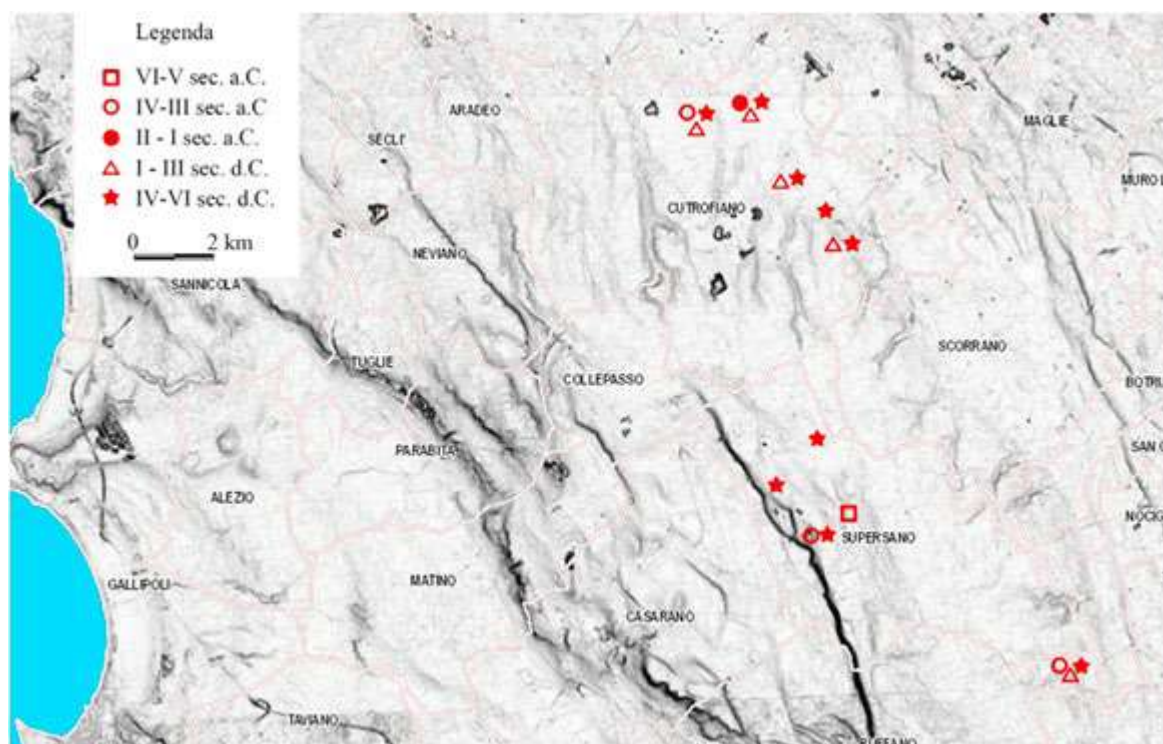 Legenda
VI-V sec. a.C.
IV-III sec. a.C
II - I sec. a.C.
I - III sec. d.C.
IV-VI sec. d.C.
0 2 km
ARADEO
SECLI'
MAGLIE
CUTROFIANO
NEVIANO
SANNICOLA
TUGLIE
COLLEPASSO
SCORRANO
PARABITA
ALEZIO
SUPERSANO
GALLIPOLI
MATINO
CASARANO
TAVIANO